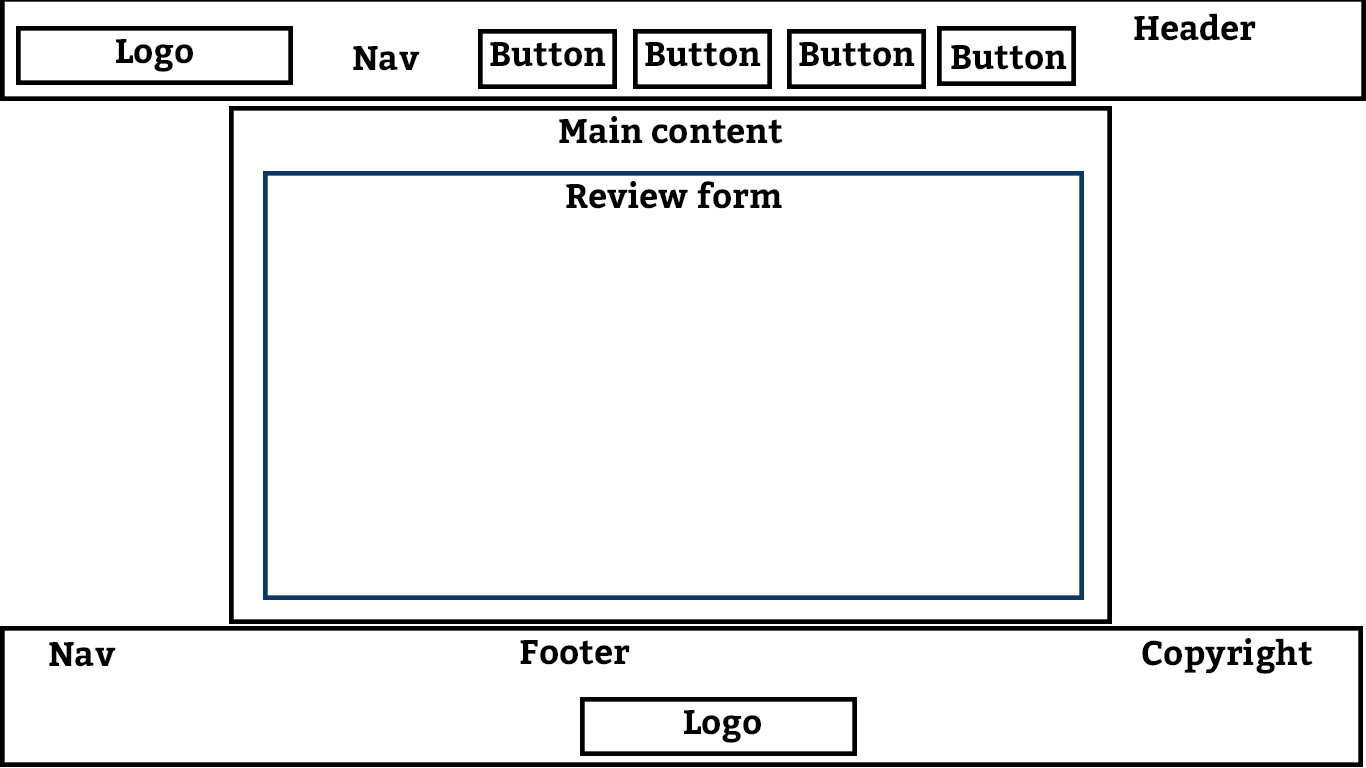 Logo
Nav
Button
Button
Button
Button
Header
Main content
Review form
Nav
Footer
Copyright
Logo